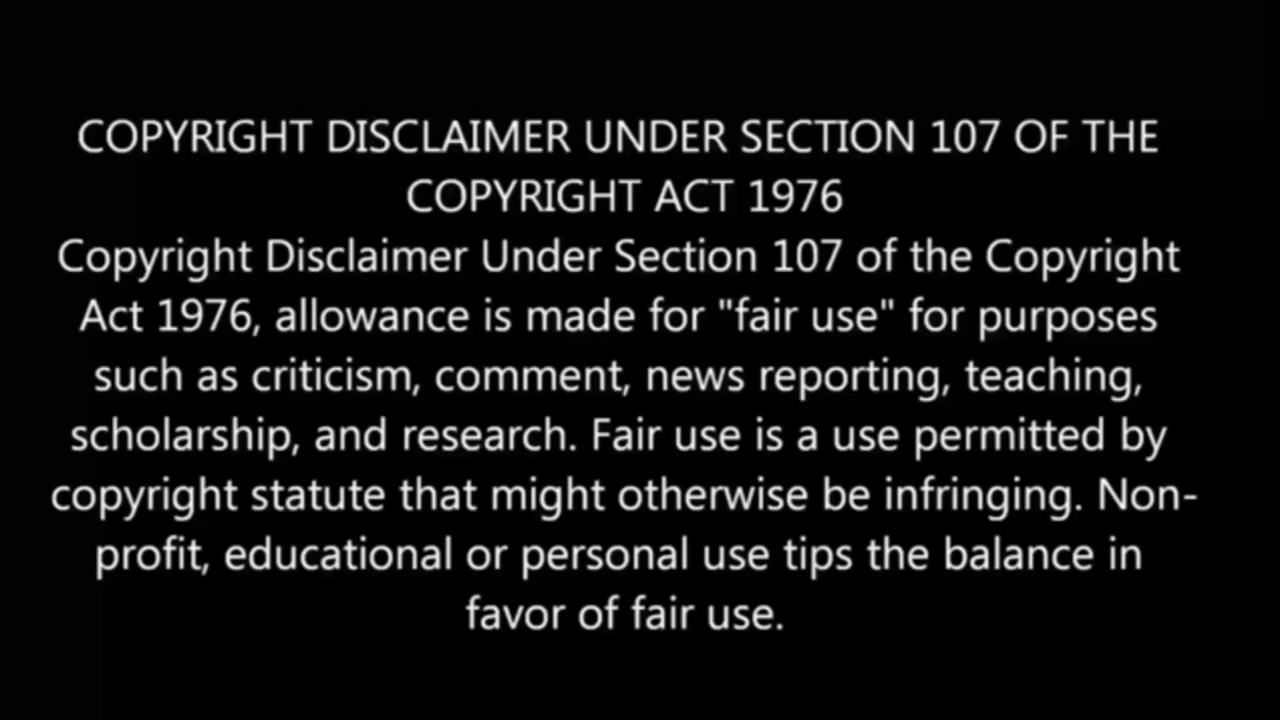 COPYRIGHT DISCLAIMER UNDER SECTION 107 OF THE
COPYRIGHT ACT 1976
Copyright Disclaimer Under Section 107 of the Copyright
Act 1976, allowance is made for "fair use" for purposes
such as criticism, comment, news reporting, teaching,
scholarship, and research. Fair use is a use permitted by
copyright statute that might otherwise be infringing. Non-
profit, educational or personal use tips the balance in
favor of fair use.